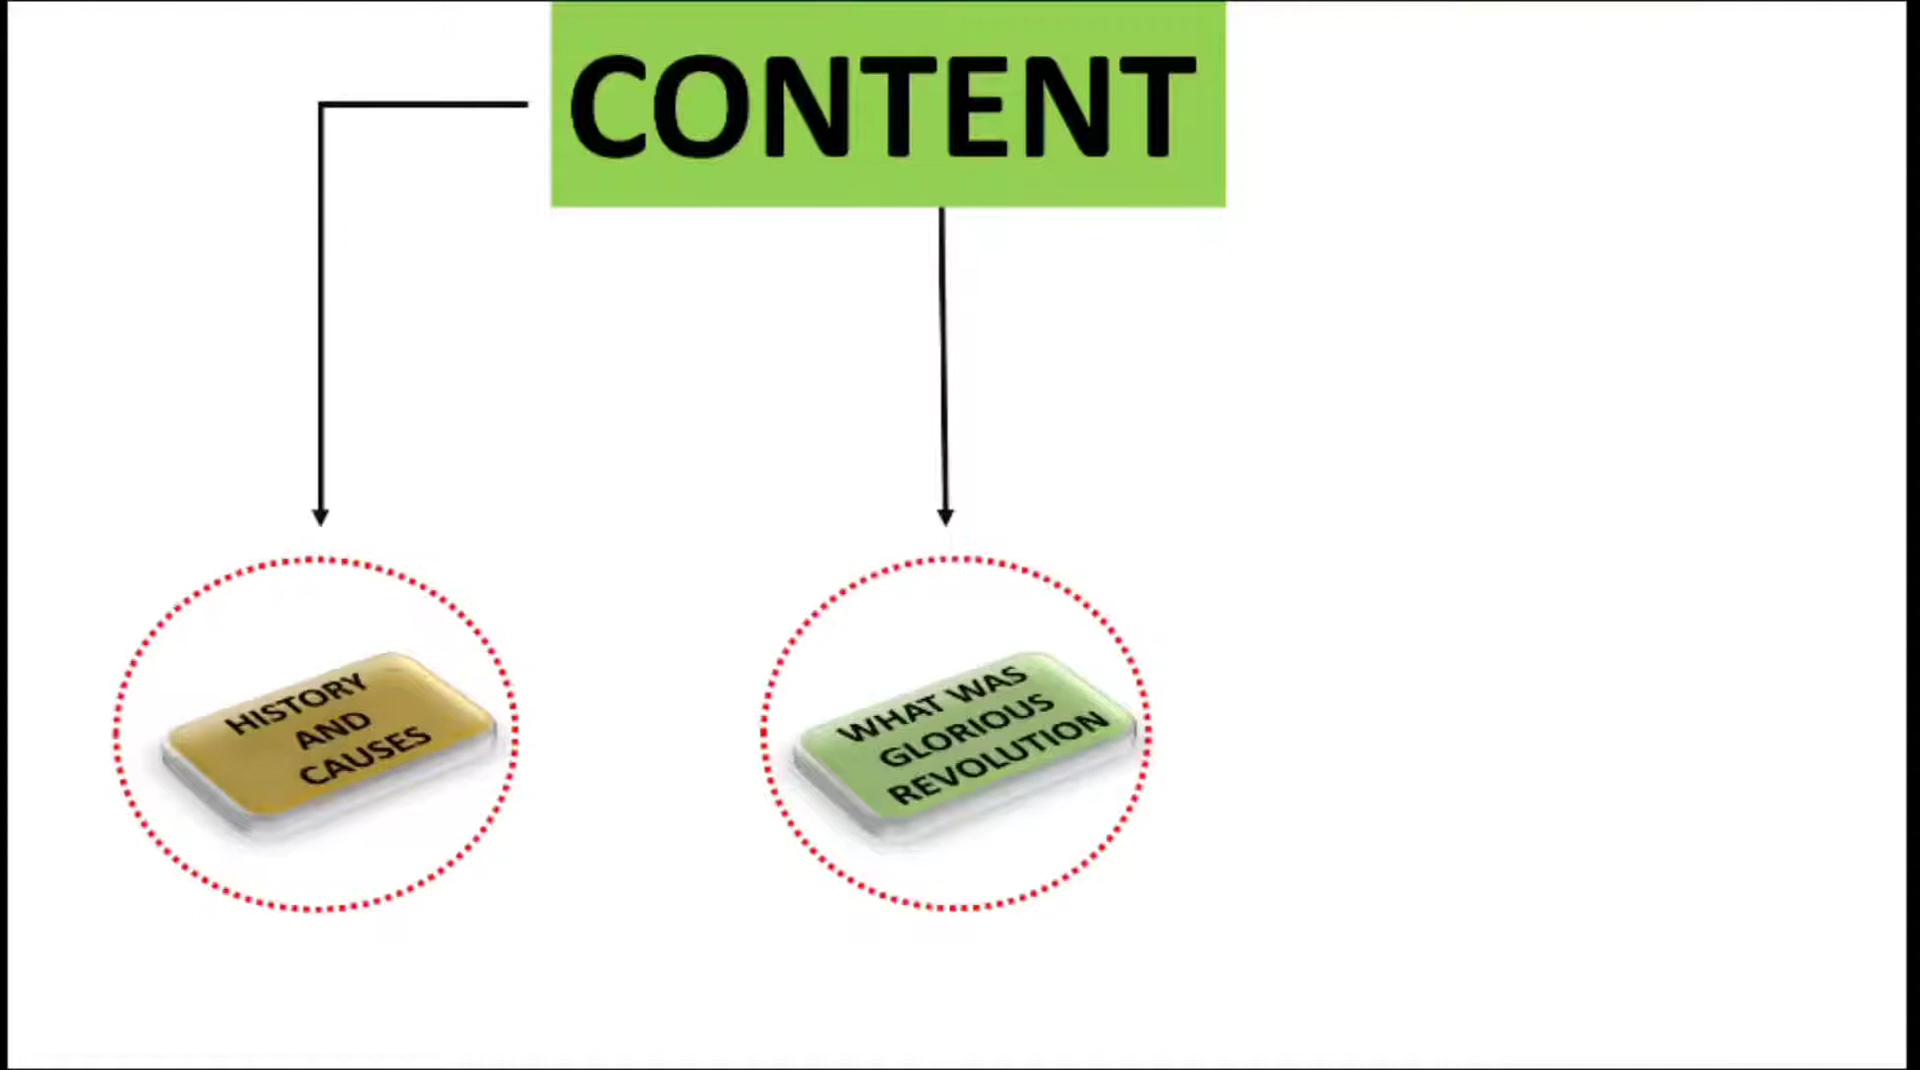 CONTENT
HISTORY
AND
CAUSES
WHAT WAS
GLORIOUS
REVOLUTION